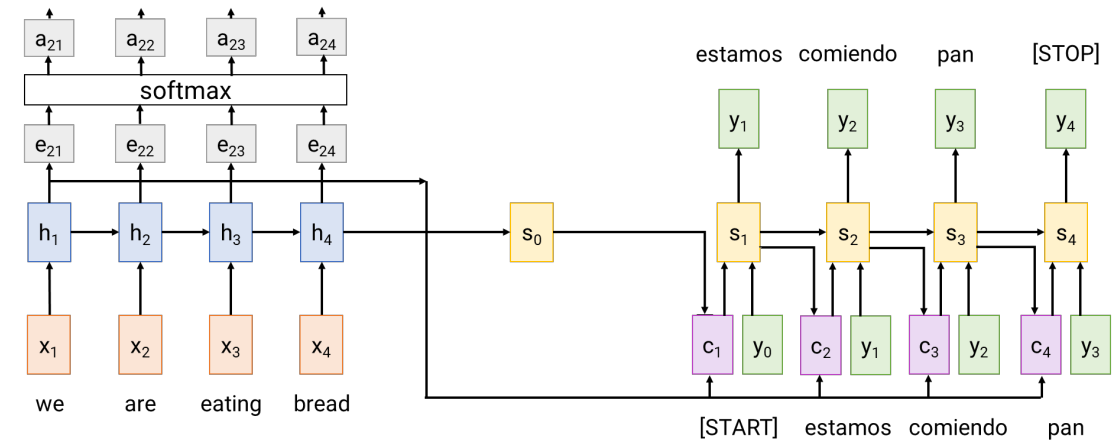 a₂₁ a₂₂ a₂₃ a₂₄
softmax
e₂₁ e₂₂ e₂₃ e₂₄
h₁ h₂ h₃ h₄
x₁ x₂ x₃ x₄
we are eating bread
s₀
estamos comiendo pan [STOP]
y₁ y₂ y₃ y₄
s₁ s₂ s₃ s₄
c₁ y₀ c₂ y₁ c₃ y₂ c₄ y₃
[START] estamos comiendo pan